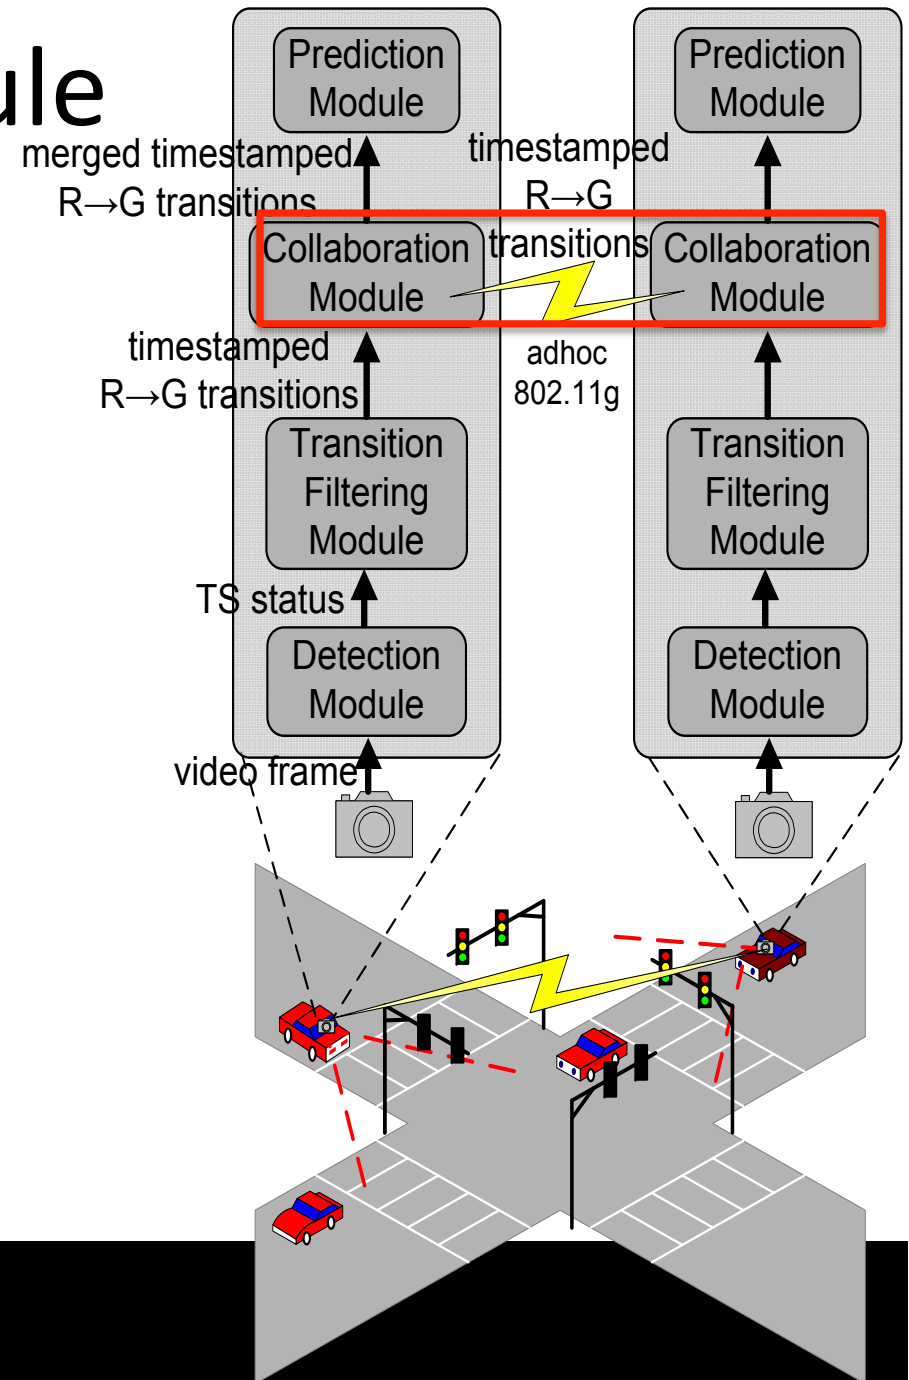 ule
Prediction
Module
Prediction
Module
merged timestamped
R→G transitions
timestamped
R→G
transitions
Collaboration
Module
Collaboration
Module
timestamped
R→G transitions
adhoc
802.11g
Transition
Filtering
Module
Transition
Filtering
Module
TS status
Detection
Module
Detection
Module
video frame